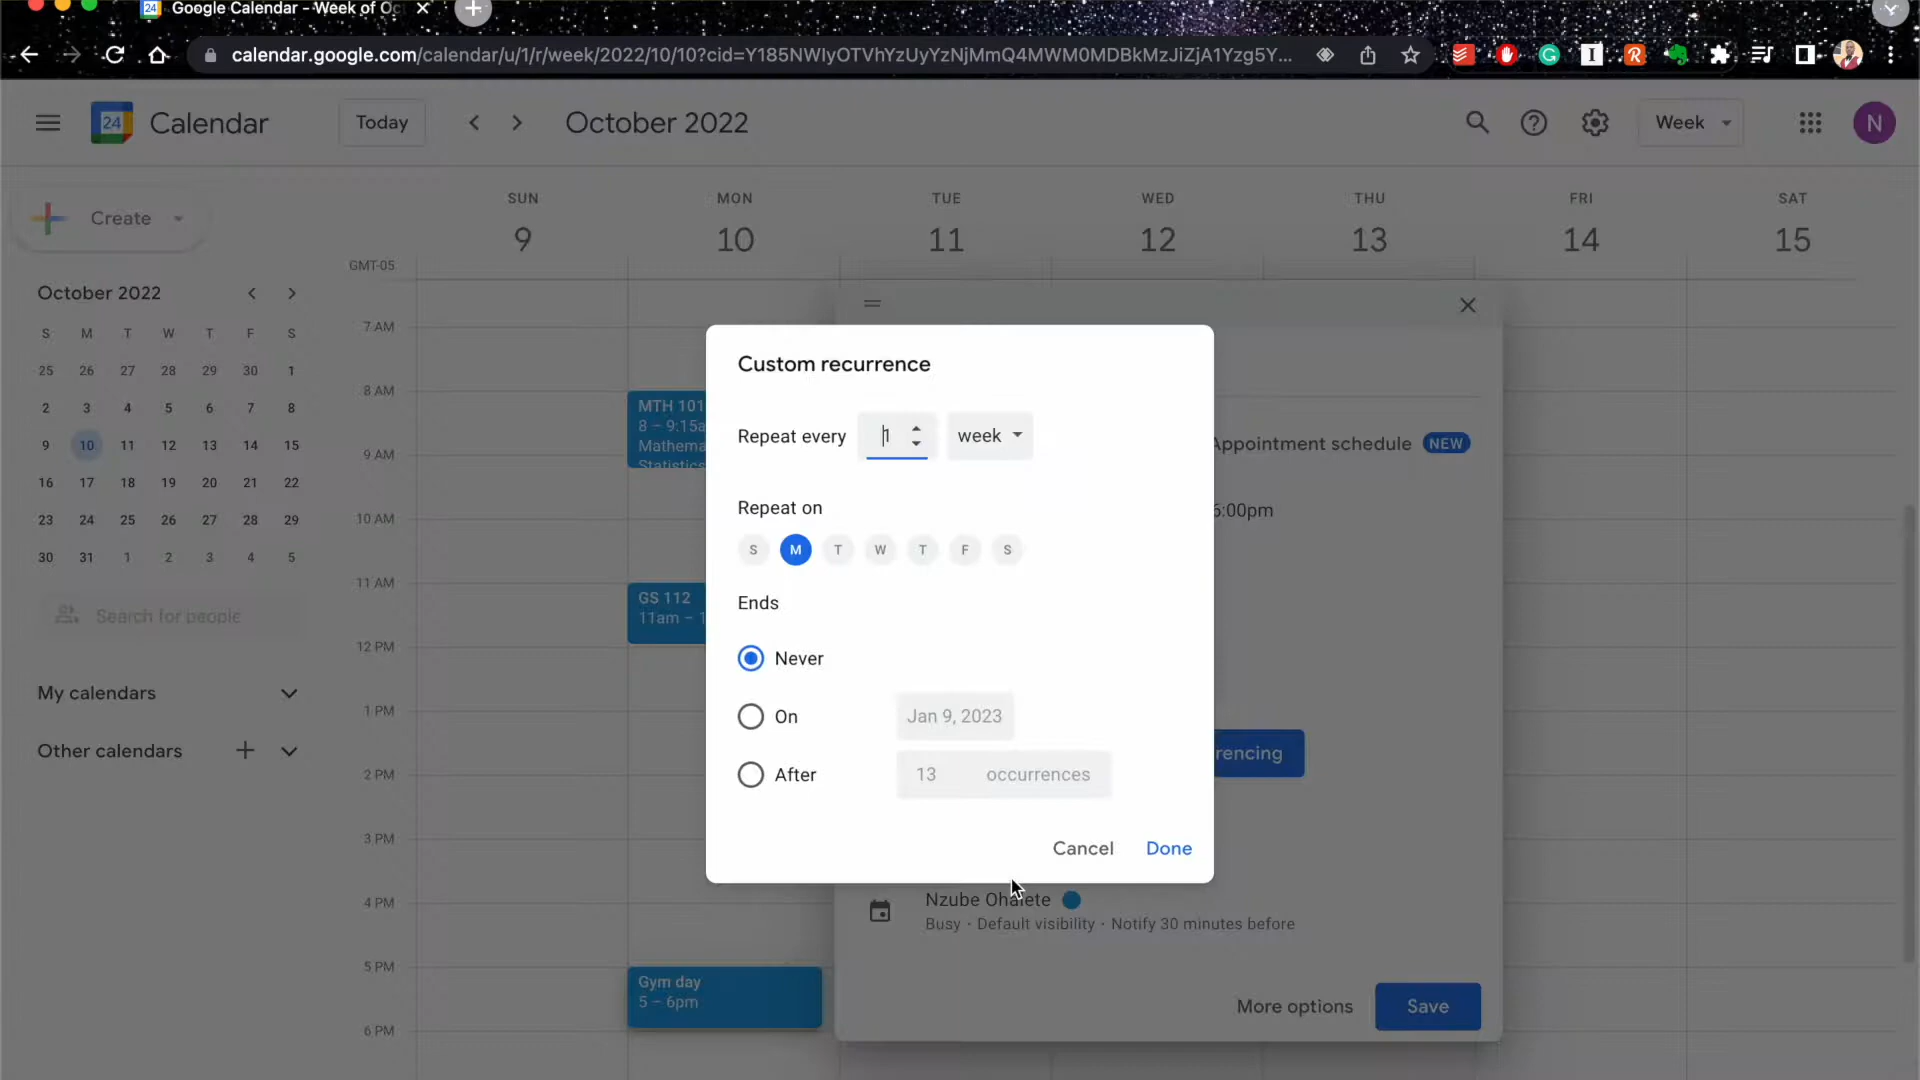 Google Calendar - Week of Oc
calendar.google.com/calendar/u/1/r/week/2022/10/10?cid=Y185NWIyOTVhYzUyYzNjMmQ4MWM0MDBkMzJiZjA1Yzg5Y...
24 Calendar Today October 2022 Week N
Create
SUN MON TUE WED THU FRI SAT
9 10 11 12 13 14 15
GMT-05
October 2022
S M T W T F S
25 26 27 28 29 30 1
2 3 4 5 6 7 8
9 10 11 12 13 14 15
16 17 18 19 20 21 22
23 24 25 26 27 28 29
30 31 1 2 3 4 5
Search for people
My calendars
Other calendars
7 AM
8 AM
9 AM
10 AM
11 AM
12 PM
1 PM
2 PM
3 PM
4 PM
5 PM
6 PM
MTH 101
8 – 9:15a
Mathema
Statistics
GS 112
11am – 1
Gym day
5 – 6pm
Custom recurrence
Repeat every 1 week
Repeat on
S M T W T F S
Ends
Never
On Jan 9, 2023
After 13 occurrences
Cancel Done
Appointment schedule NEW
6:00pm
rencing
Nzube Ohalete
Busy · Default visibility · Notify 30 minutes before
More options Save